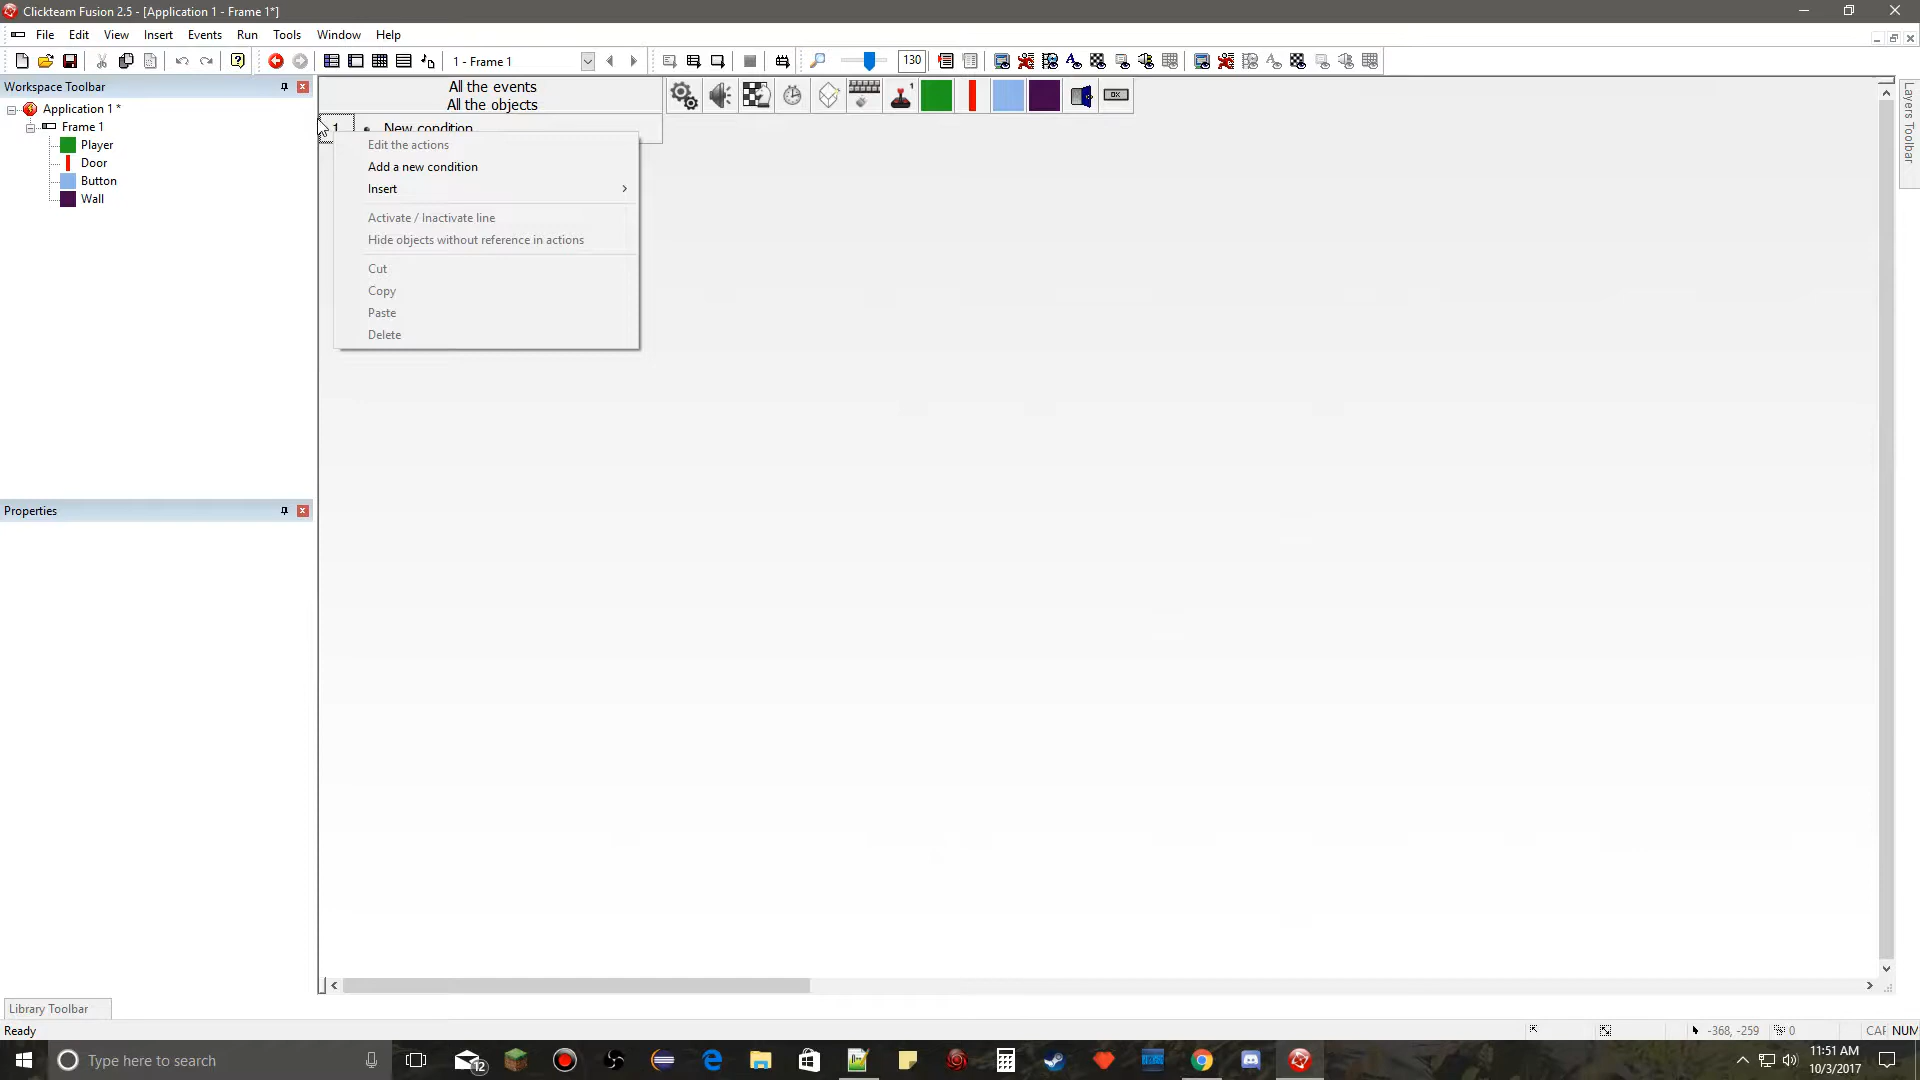 Clickteam Fusion 2.5 - [Application 1 - Frame 1*]
File Edit View Insert Events Run Tools Window Help
1 - Frame 1
130
Workspace Toolbar
Application 1 *
Frame 1
Player
Door
Button
Wall
All the events
All the objects
1
OK
1 New condition
Edit the actions
Add a new condition
Insert
Activate / Inactivate line
Hide objects without reference in actions
Cut
Copy
Paste
Delete
Layers Toolbar
Properties
Library Toolbar
Ready
-368, -259
0
CAP NUM
Type here to search
12
11:51 AM
10/3/2017